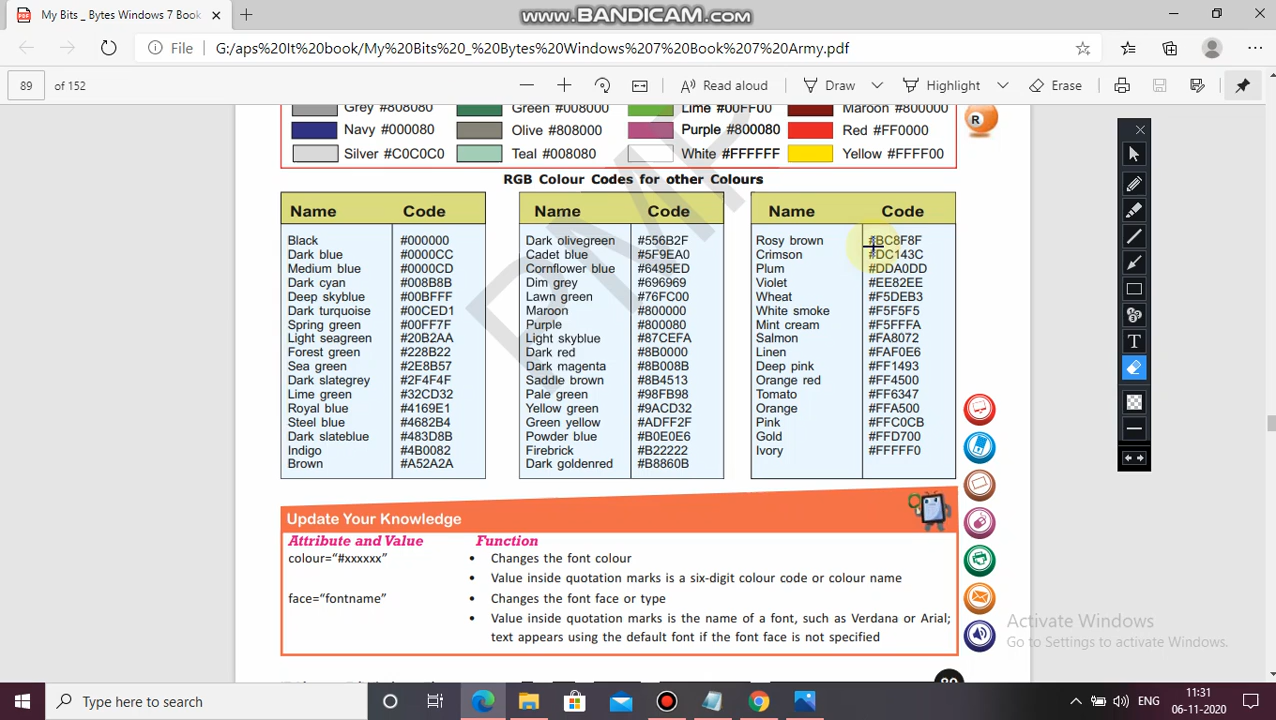 www.BANDICAM.com
My Bits _ Bytes Windows 7 Book
File G:/aps%20It%20book/My%20Bits%20_%20Bytes%20Windows%207%20Book%207%20Army.pdf
89 of 152
Read aloud Draw Highlight Erase
Grey #808080 Green #008000 Lime #00FF00 Maroon #800000
Navy #000080 Olive #808000 Purple #800080 Red #FF0000
Silver #C0C0C0 Teal #008080 White #FFFFFF Yellow #FFFF00
R
RGB Colour Codes for other Colours
Name Code Name Code Name Code
Black #000000 Dark olivegreen #556B2F Rosy brown #BC8F8F
Dark blue #0000CC Cadet blue #5F9EA0 Crimson #DC143C
Medium blue #0000CD Cornflower blue #6495ED Plum #DDA0DD
Dark cyan #008B8B Dim grey #696969 Violet #EE82EE
Deep skyblue #00BFFF Lawn green #76FC00 Wheat #F5DEB3
Dark turquoise #00CED1 Maroon #800000 White smoke #F5F5F5
Spring green #00FF7F Purple #800080 Mint cream #F5FFFA
Light seagreen #20B2AA Light skyblue #87CEFA Salmon #FA8072
Forest green #228B22 Dark red #8B0000 Linen #FAF0E6
Sea green #2E8B57 Dark magenta #8B008B Deep pink #FF1493
Dark slategrey #2F4F4F Saddle brown #8B4513 Orange red #FF4500
Lime green #32CD32 Pale green #98FB98 Tomato #FF6347
Royal blue #4169E1 Yellow green #9ACD32 Orange #FFA500
Steel blue #4682B4 Green yellow #ADFF2F Pink #FFC0CB
Dark slateblue #483D8B Powder blue #B0E0E6 Gold #FFD700
Indigo #4B0082 Firebrick #B22222 Ivory #FFFFF0
Brown #A52A2A Dark goldenred #B8860B
Update Your Knowledge
Attribute and Value Function
colour="#xxxxxx" • Changes the font colour
• Value inside quotation marks is a six-digit colour code or colour name
face="fontname" • Changes the font face or type
• Value inside quotation marks is the name of a font, such as Verdana or Arial;
text appears using the default font if the font face is not specified
Activate Windows
Go to Settings to activate Windows.
Type here to search
ENG
11:31
06-11-2020